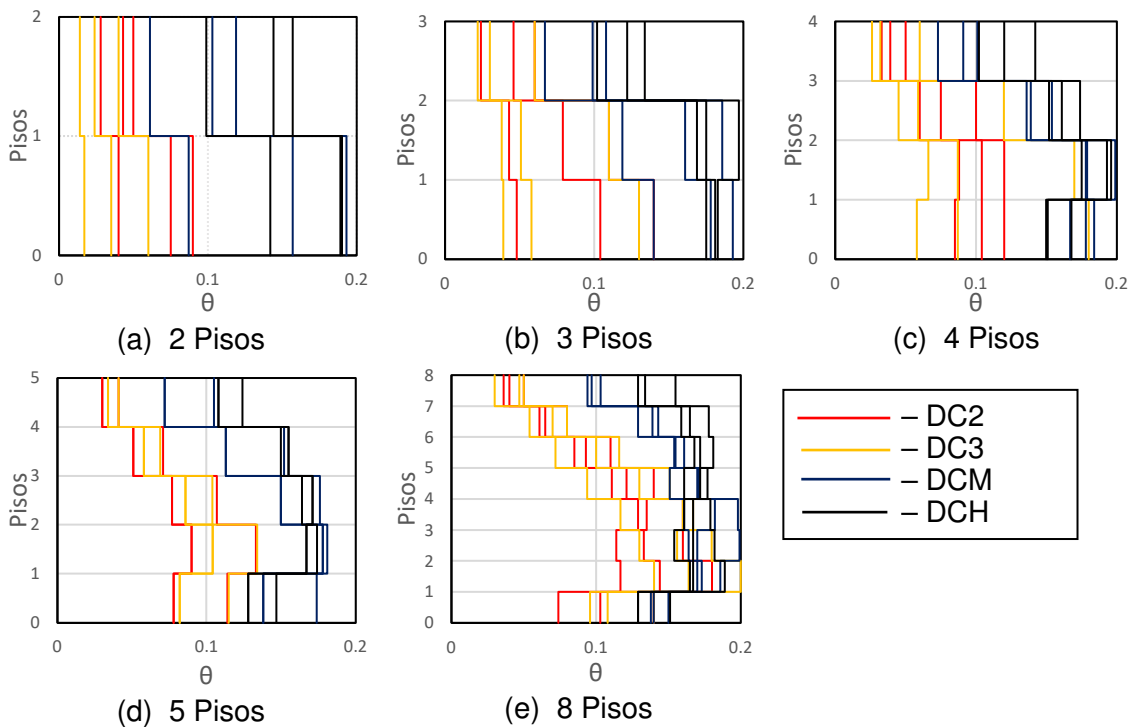 2
1
0
Pisos
0
0.1
0.2
θ
(a) 2 Pisos
3
2
1
0
Pisos
0
0.1
0.2
θ
(b) 3 Pisos
4
3
2
1
0
Pisos
0
0.1
0.2
θ
(c) 4 Pisos
5
4
3
2
1
0
Pisos
0
0.1
0.2
θ
(d) 5 Pisos
8
7
6
5
4
3
2
1
0
Pisos
0
0.1
0.2
θ
(e) 8 Pisos
– DC2
– DC3
– DCM
– DCH